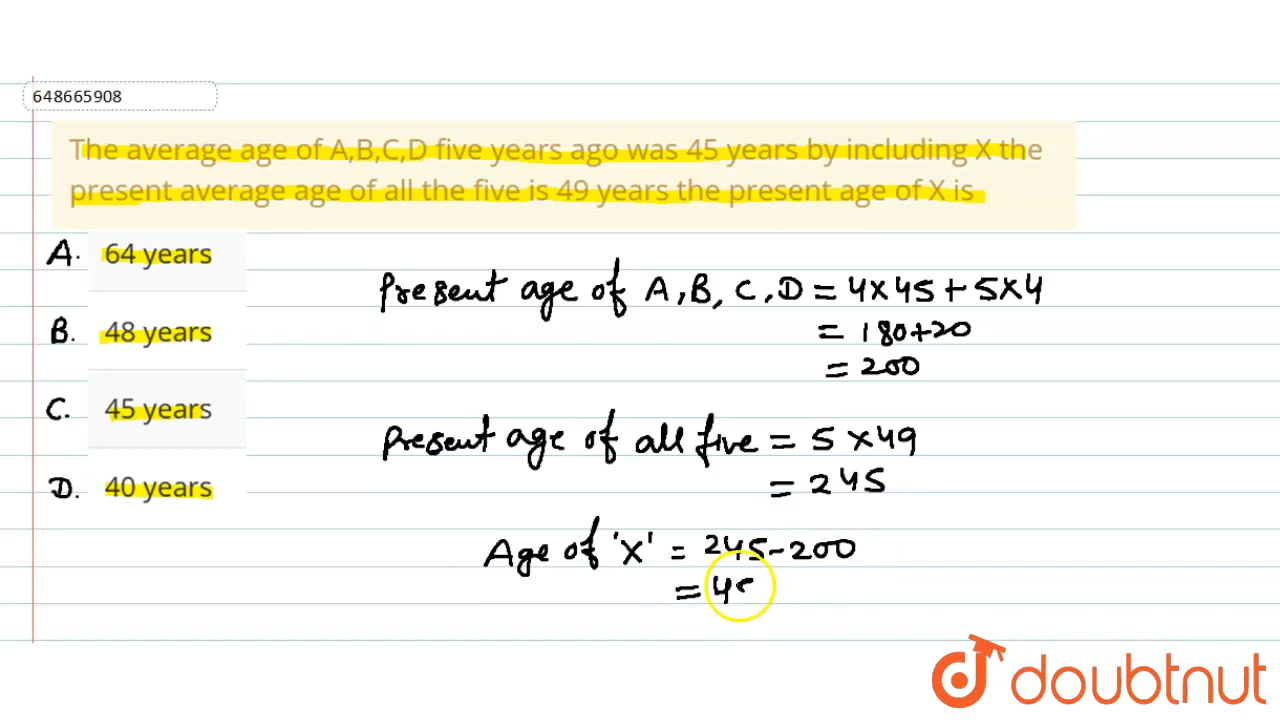 648665908
The average age of A,B,C,D five years ago was 45 years by including X the
present average age of all the five is 49 years the present age of X is
A. 64 years
Present age of A, B, C, D = 4×45 + 5×4
B. 48 years
= 180+20
= 200
C. 45 years
Present age of all five = 5×49
D. 40 years
= 245
Age of 'X' = 245-200
= 4
doubtnut